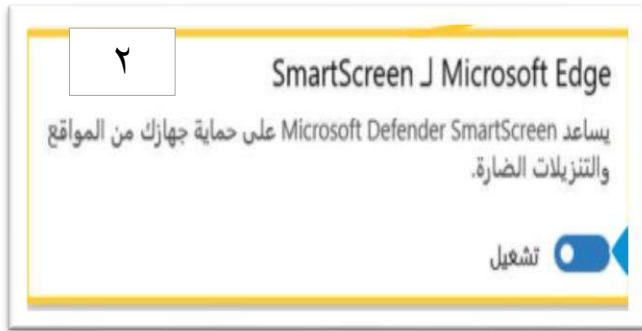 ٢
SmartScreen لـ Microsoft Edge
يساعد Microsoft Defender SmartScreen على حماية جهازك من المواقع
والتنزيلات الضارة.
تشغيل